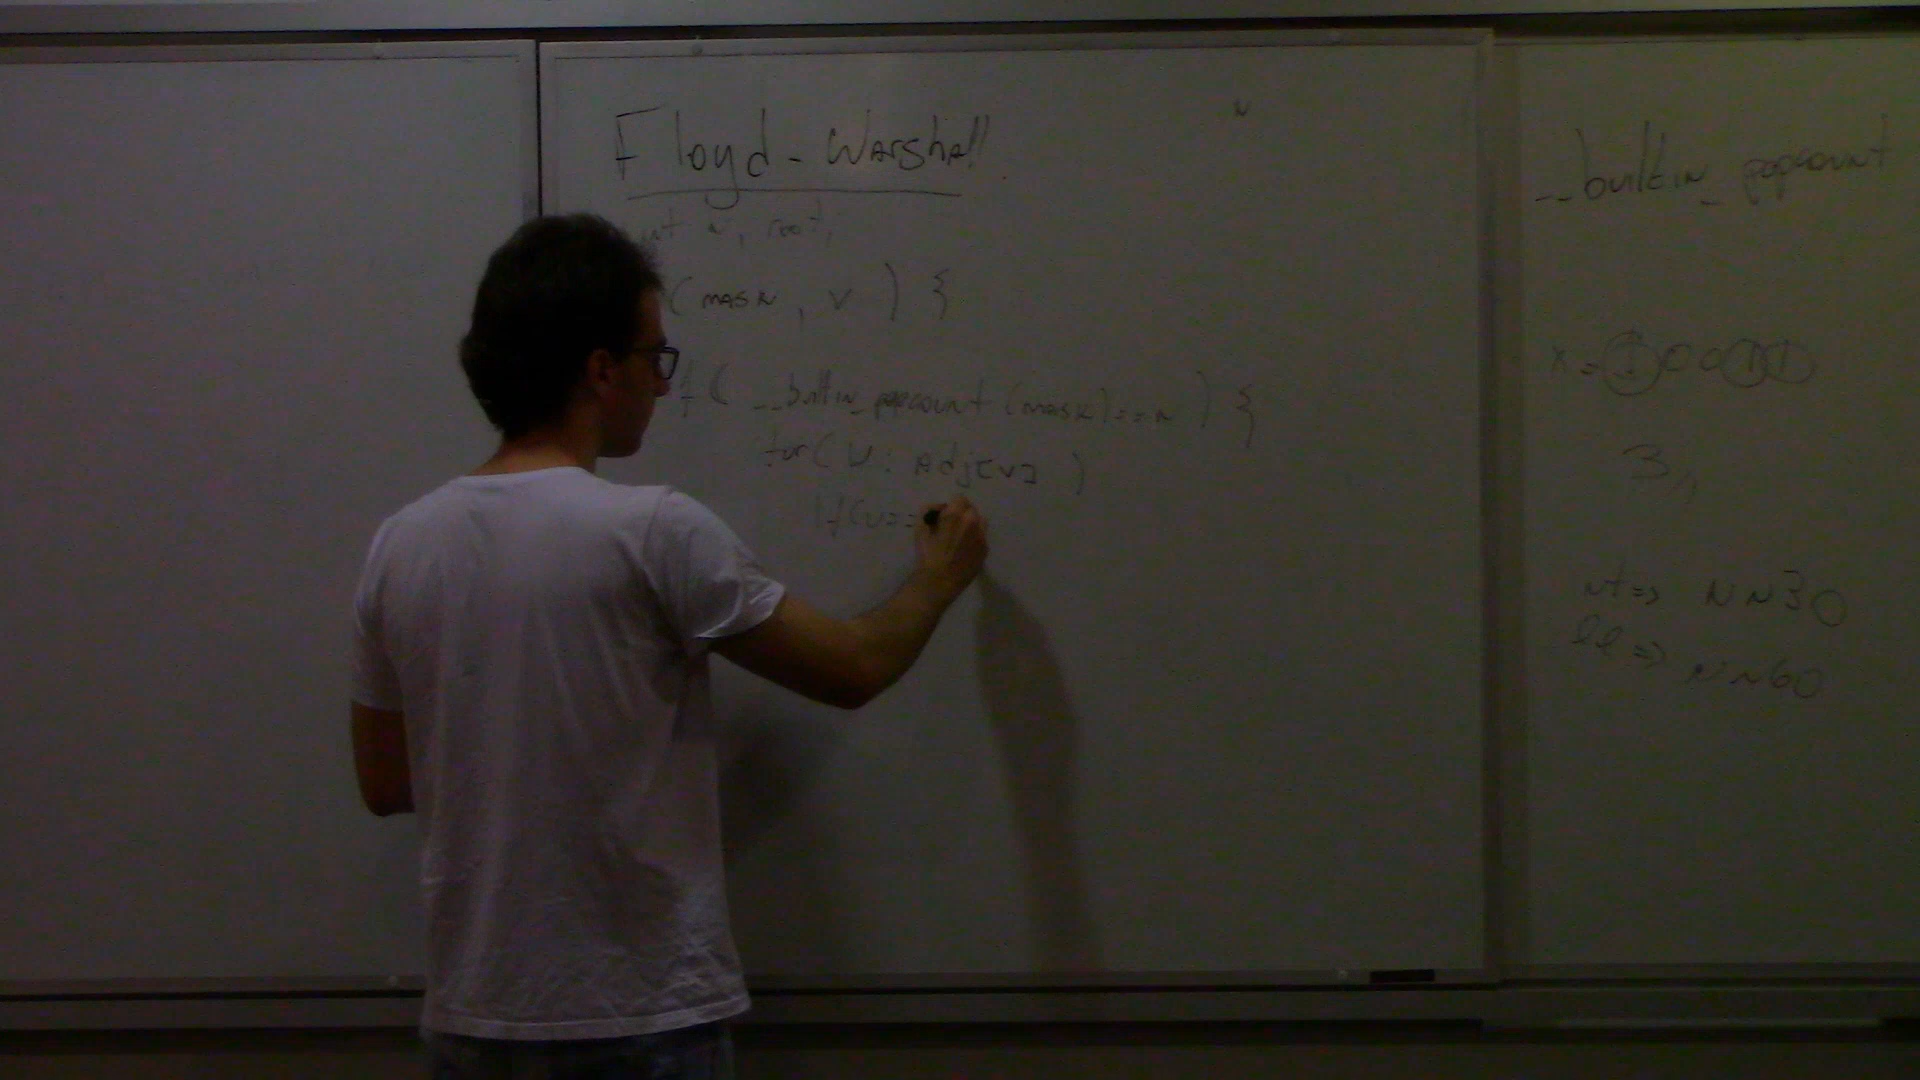 Floyd-Warshall
int n, root;
(mask, v) {
if( __builtin_popcount(mask)==n) {
for(u: Adj[v])
if(u==
N
__builtin_popcount
x=10011
3,,
int => N~30
ll => N~60